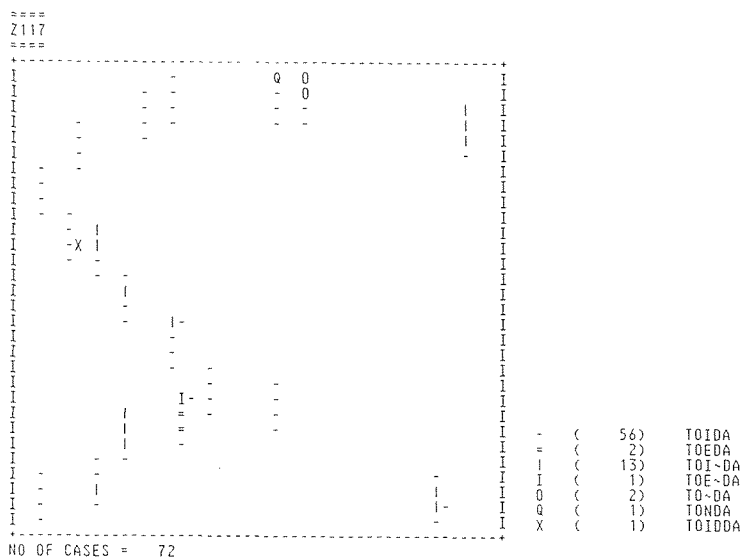 ====
Z117
====
Q O
O
X
I
=
=
- ( 56) TOIDA
= ( 2) TOEDA
| ( 13) TOI~DA
I ( 1) TOE~DA
O ( 2) TO~DA
Q ( 1) TONDA
X ( 1) TOIDDA
NO OF CASES = 72